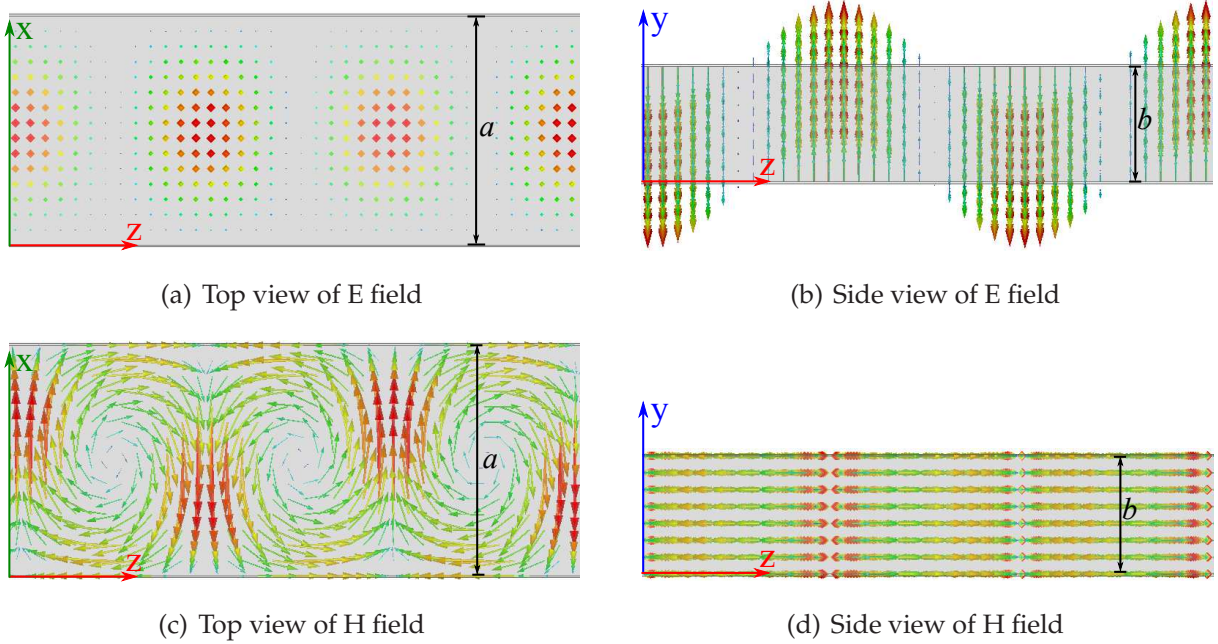 x
a
z
(a) Top view of E field
y
b
z
(b) Side view of E field
x
a
z
(c) Top view of H field
y
b
z
(d) Side view of H field